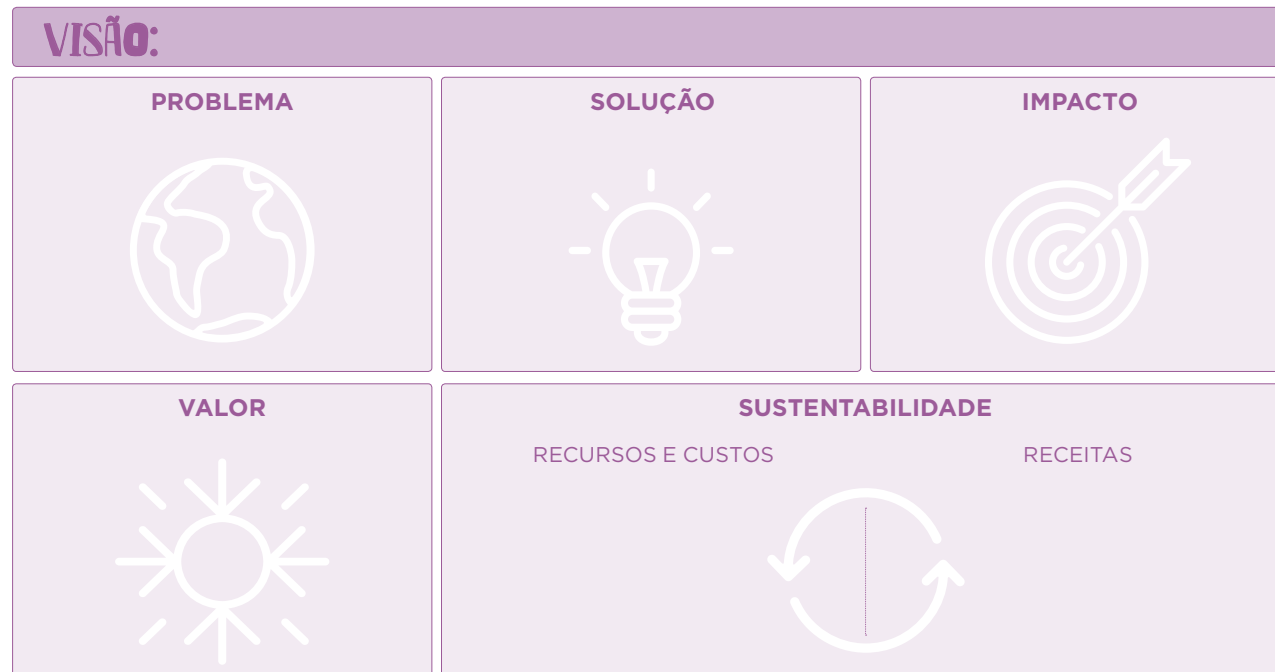 VISÃO:
PROBLEMA
SOLUÇÃO
IMPACTO
VALOR
SUSTENTABILIDADE
RECURSOS E CUSTOS
RECEITAS